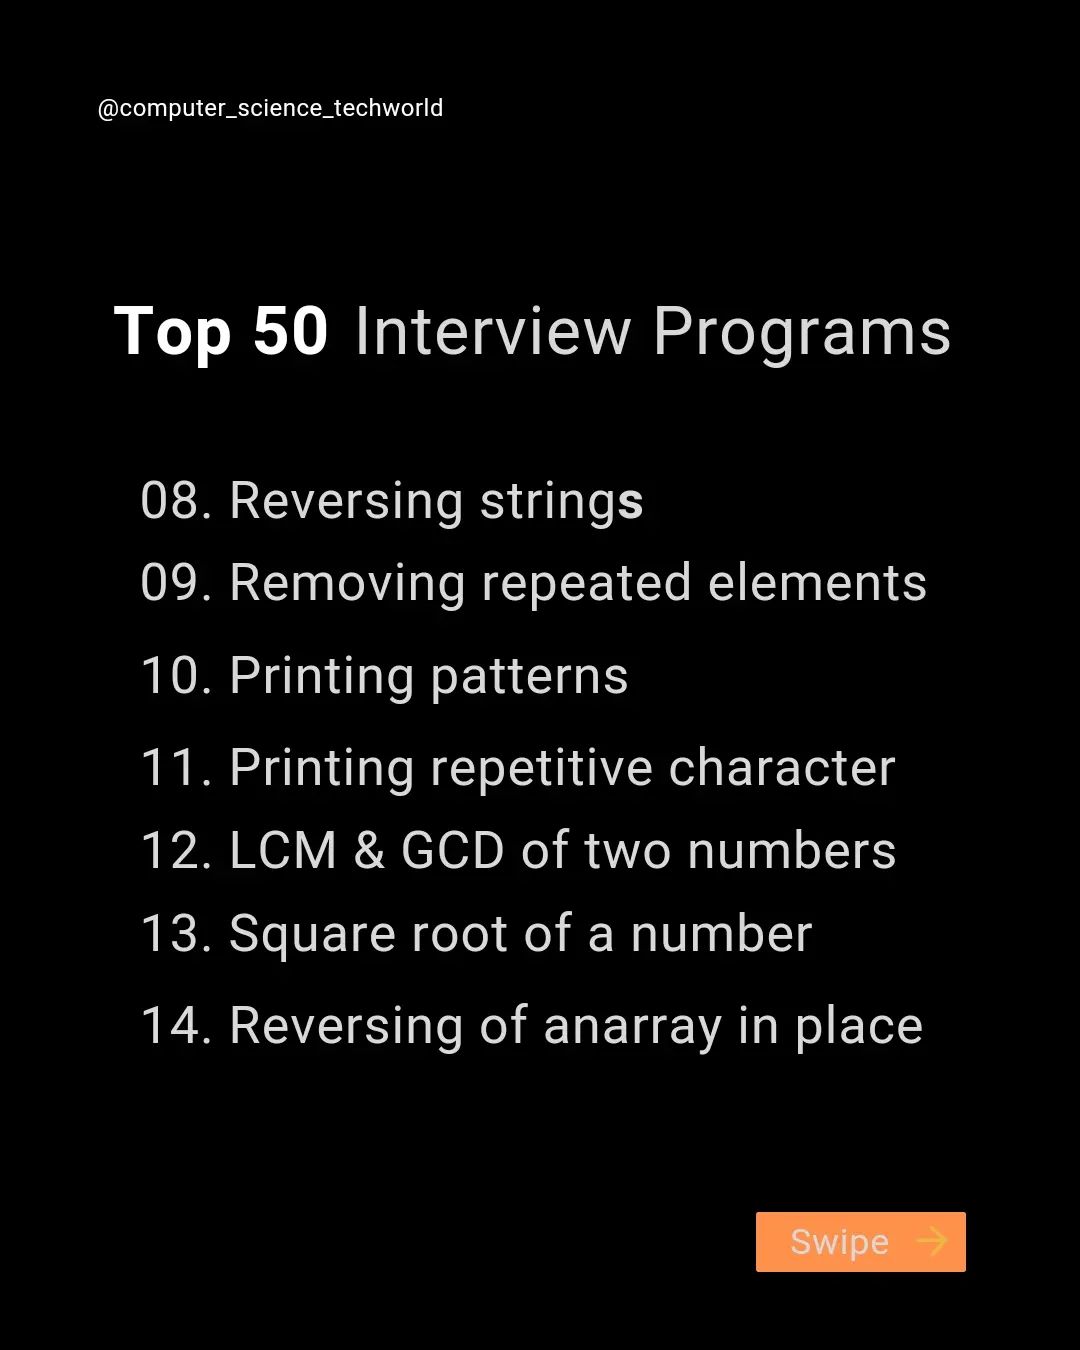 @computer_science_techworld
Top 50 Interview Programs
08. Reversing strings
09. Removing repeated elements
10. Printing patterns
11. Printing repetitive character
12. LCM & GCD of two numbers
13. Square root of a number
14. Reversing of anarray in place
Swipe →